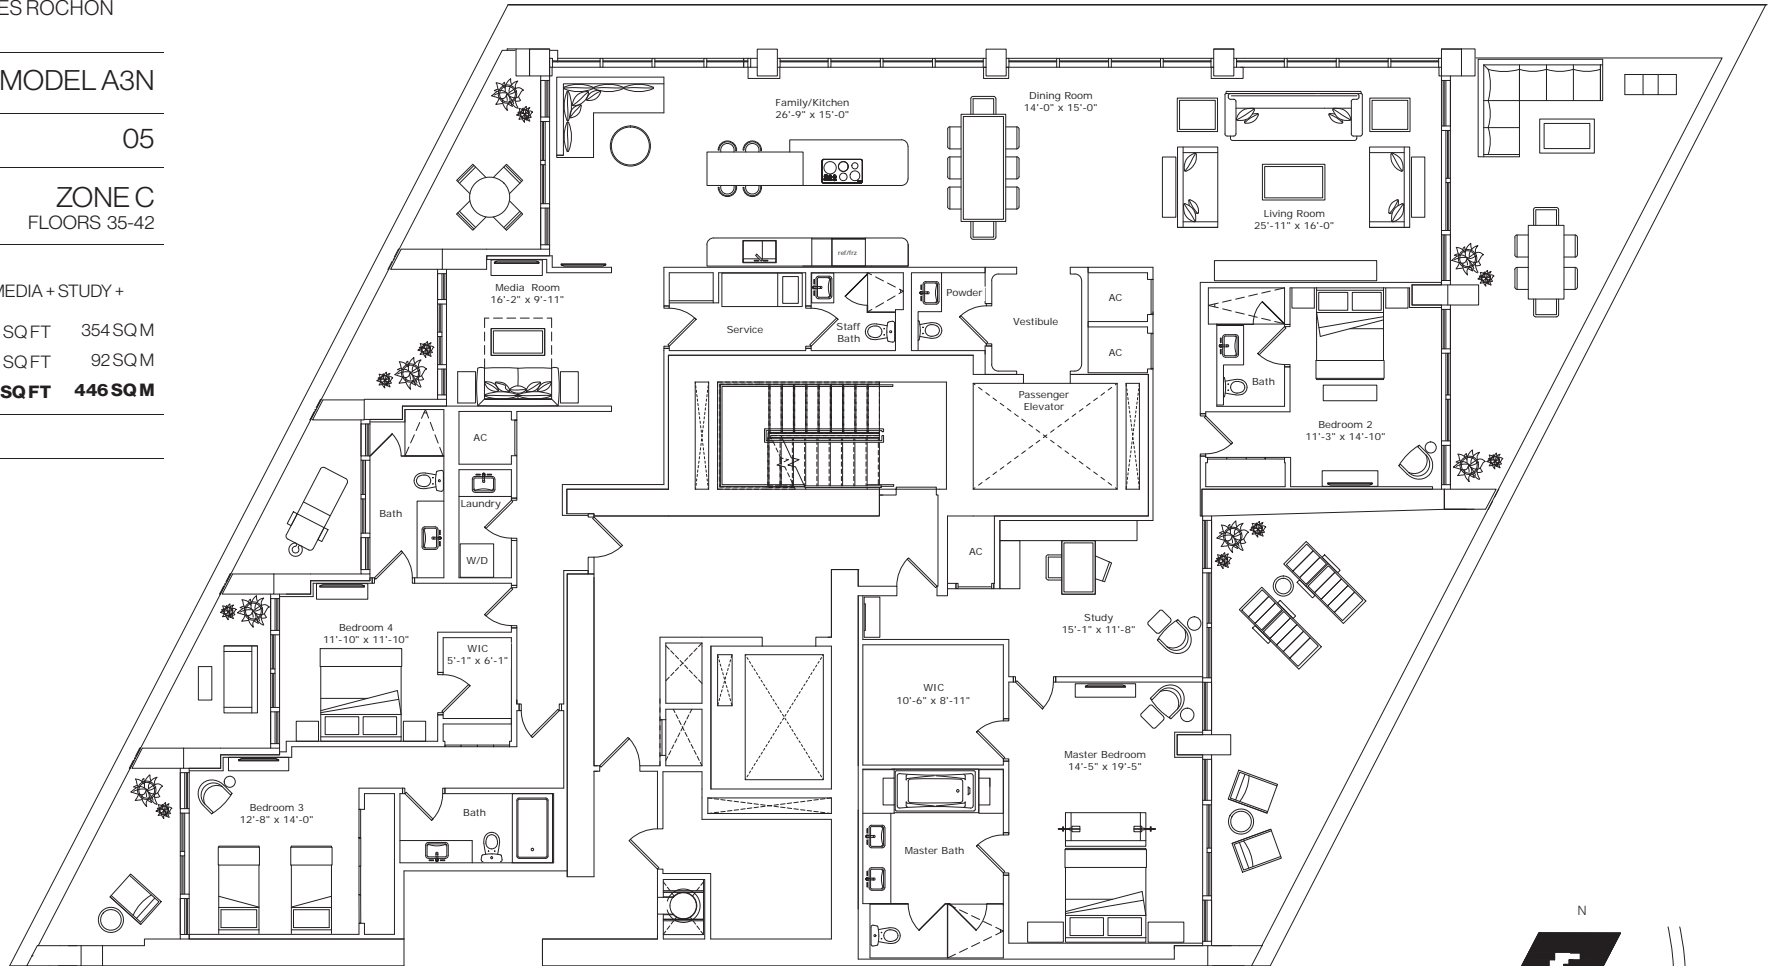 ES ROCHON
MODEL A3N
05
ZONE C
FLOORS 35-42
MEDIA + STUDY +
SQ FT 354 SQ M
SQ FT 92 SQ M
SQ FT 446 SQ M
Family/Kitchen
26'-9" x 15'-0"
Dining Room
14'-0" x 15'-0"
Living Room
25'-11" x 16'-0"
ref/frz
Media Room
16'-2" x 9'-11"
Service
Staff
Bath
Powder
Vestibule
AC
AC
Passenger
Elevator
Bath
Bedroom 2
11'-3" x 14'-10"
AC
Laundry
Bath
W/D
AC
Bedroom 4
11'-10" x 11'-10"
WIC
5'-1" x 6'-1"
Study
15'-1" x 11'-8"
WIC
10'-6" x 8'-11"
Master Bedroom
14'-5" x 19'-5"
Bedroom 3
12'-8" x 14'-0"
Bath
Master Bath
N